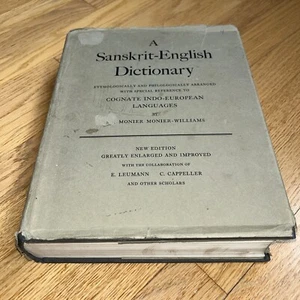 A
Sanskrit-English
Dictionary
ETYMOLOGICALLY AND PHILOLOGICALLY ARRANGED
WITH SPECIAL REFERENCE TO
COGNATE INDO-EUROPEAN
LANGUAGES
BY
MONIER MONIER-WILLIAMS
NEW EDITION
GREATLY ENLARGED AND IMPROVED
WITH THE COLLABORATION OF
E. LEUMANN C. CAPPELLER
AND OTHER SCHOLARS